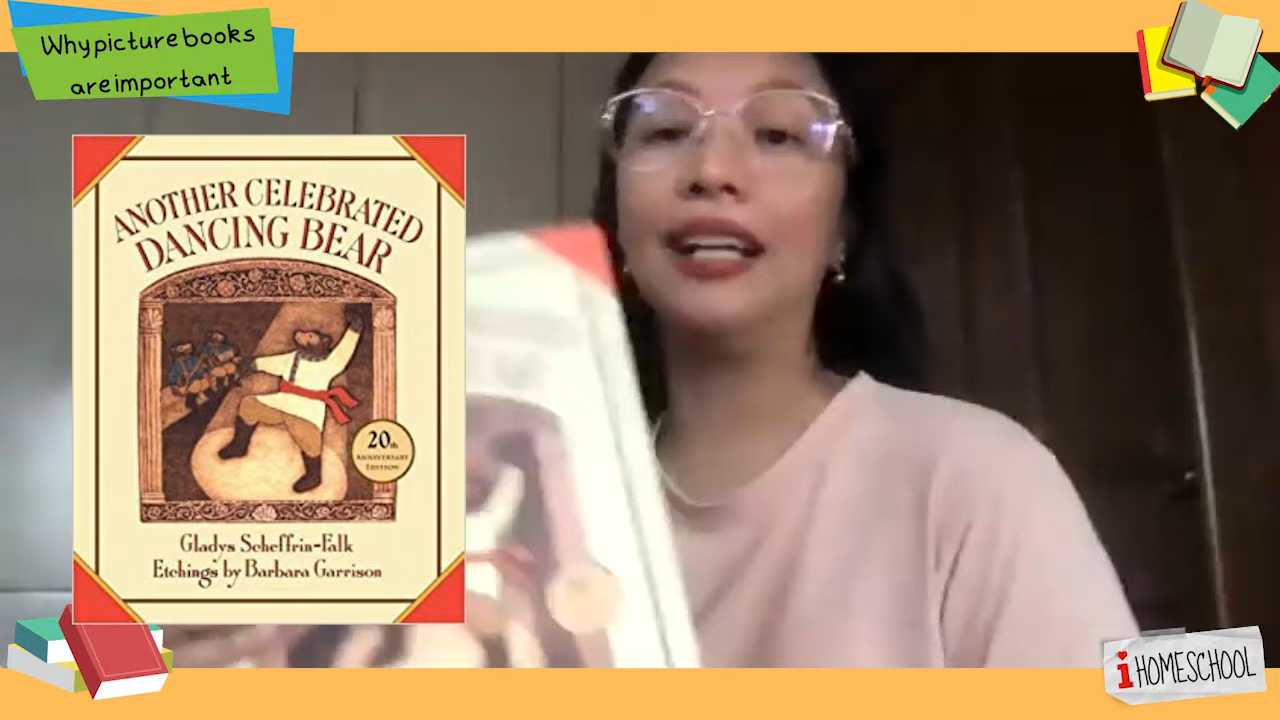 Why picture books
are important
ANOTHER CELEBRATED
DANCING BEAR
20th
ANNIVERSARY
EDITION
Gladys Scheffrin-Falk
Etchings by Barbara Garrison
i HOMESCHOOL